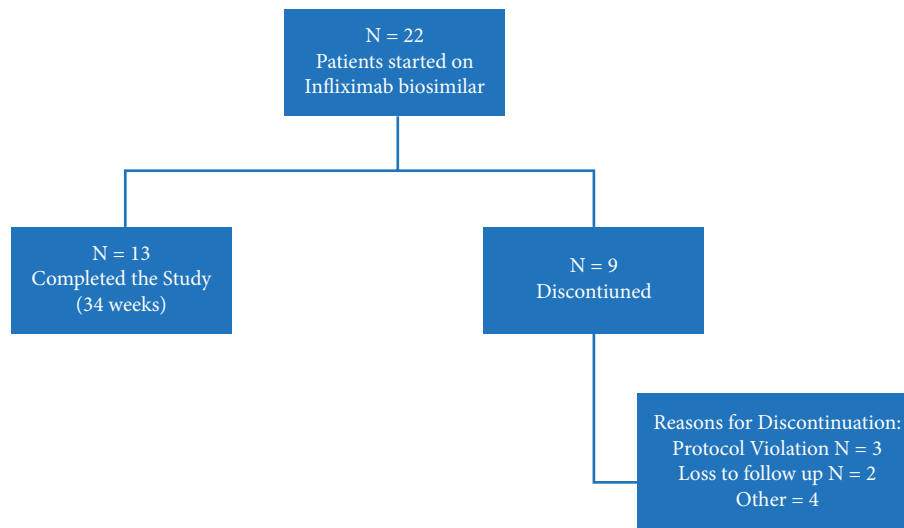 N = 22
Patients started on
Infliximab biosimilar
N = 13
Completed the Study
(34 weeks)
N = 9
Discontiuned
Reasons for Discontinuation:
Protocol Violation N = 3
Loss to follow up N = 2
Other = 4